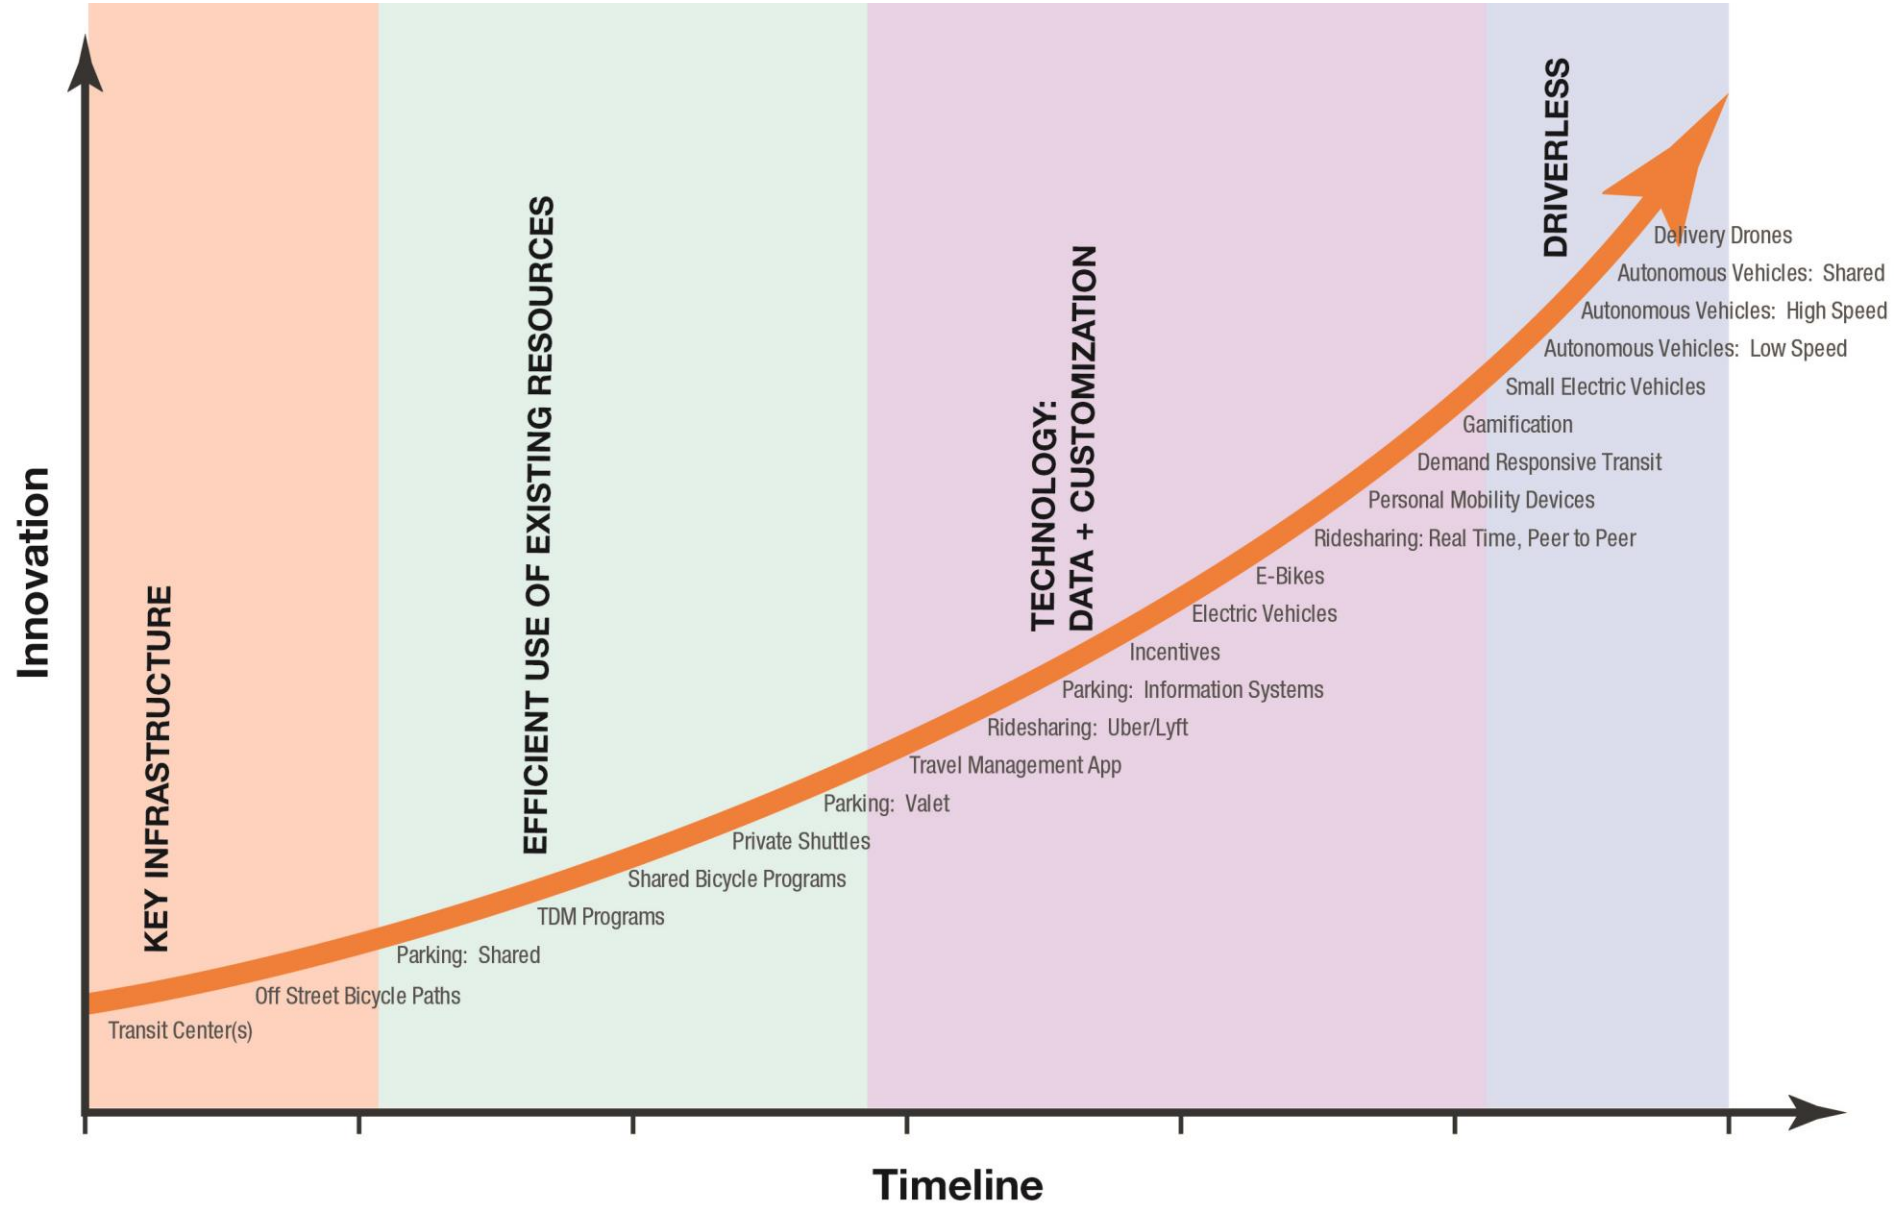 Innovation
KEY INFRASTRUCTURE
EFFICIENT USE OF EXISTING RESOURCES
TECHNOLOGY:
DATA + CUSTOMIZATION
DRIVERLESS
Delivery Drones
Autonomous Vehicles: Shared
Autonomous Vehicles: High Speed
Autonomous Vehicles: Low Speed
Small Electric Vehicles
Gamification
Demand Responsive Transit
Personal Mobility Devices
Ridesharing: Real Time, Peer to Peer
E-Bikes
Electric Vehicles
Incentives
Parking: Information Systems
Ridesharing: Uber/Lyft
Travel Management App
Parking: Valet
Private Shuttles
Shared Bicycle Programs
TDM Programs
Parking: Shared
Off Street Bicycle Paths
Transit Center(s)
Timeline